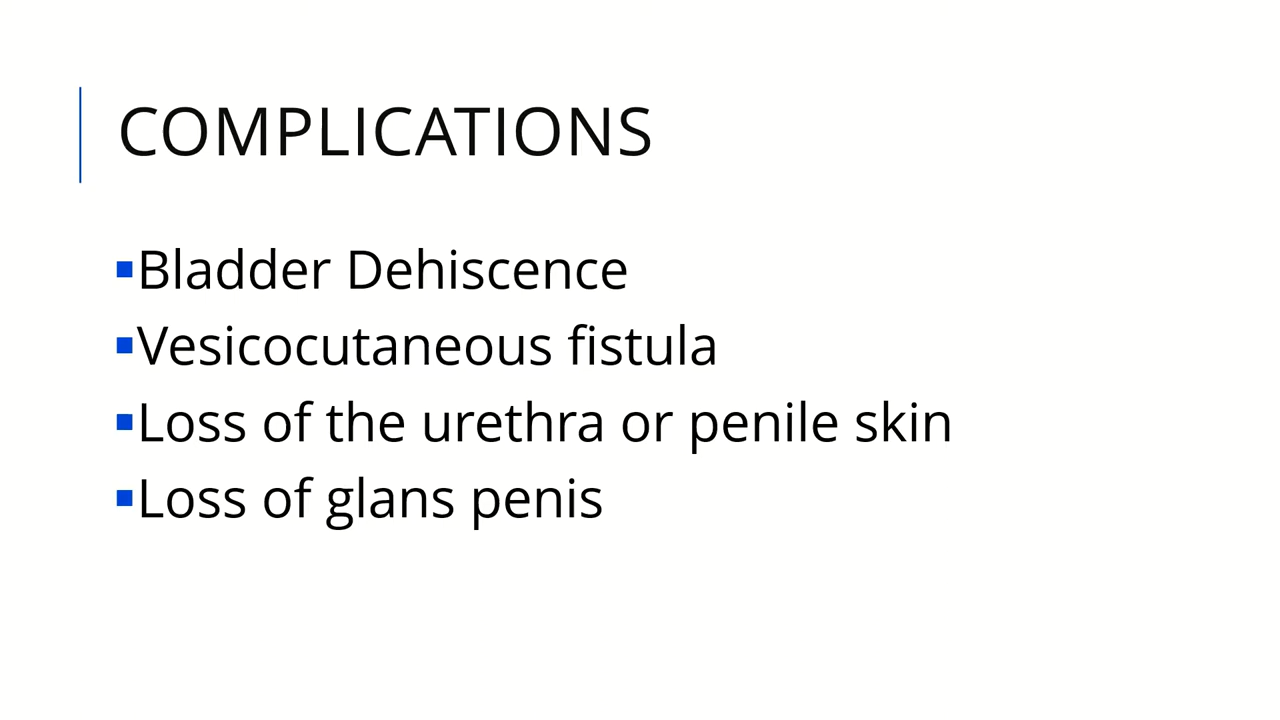 COMPLICATIONS
▪Bladder Dehiscence
▪Vesicocutaneous fistula
▪Loss of the urethra or penile skin
▪Loss of glans penis